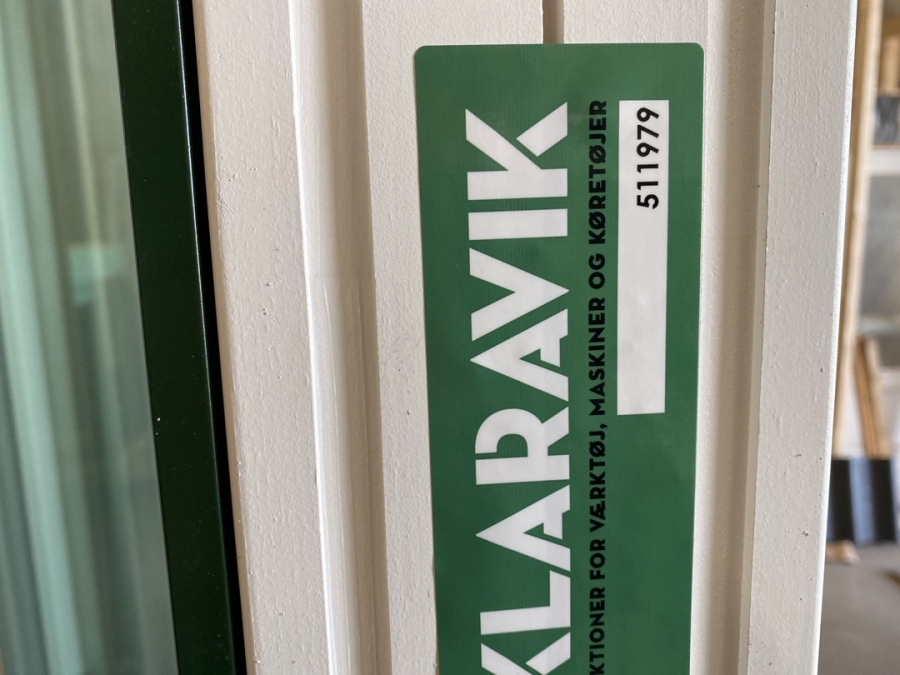 KLARAVIK
KTIONER FOR VÆRKTØJ, MASKINER OG KØRETØJER
511979